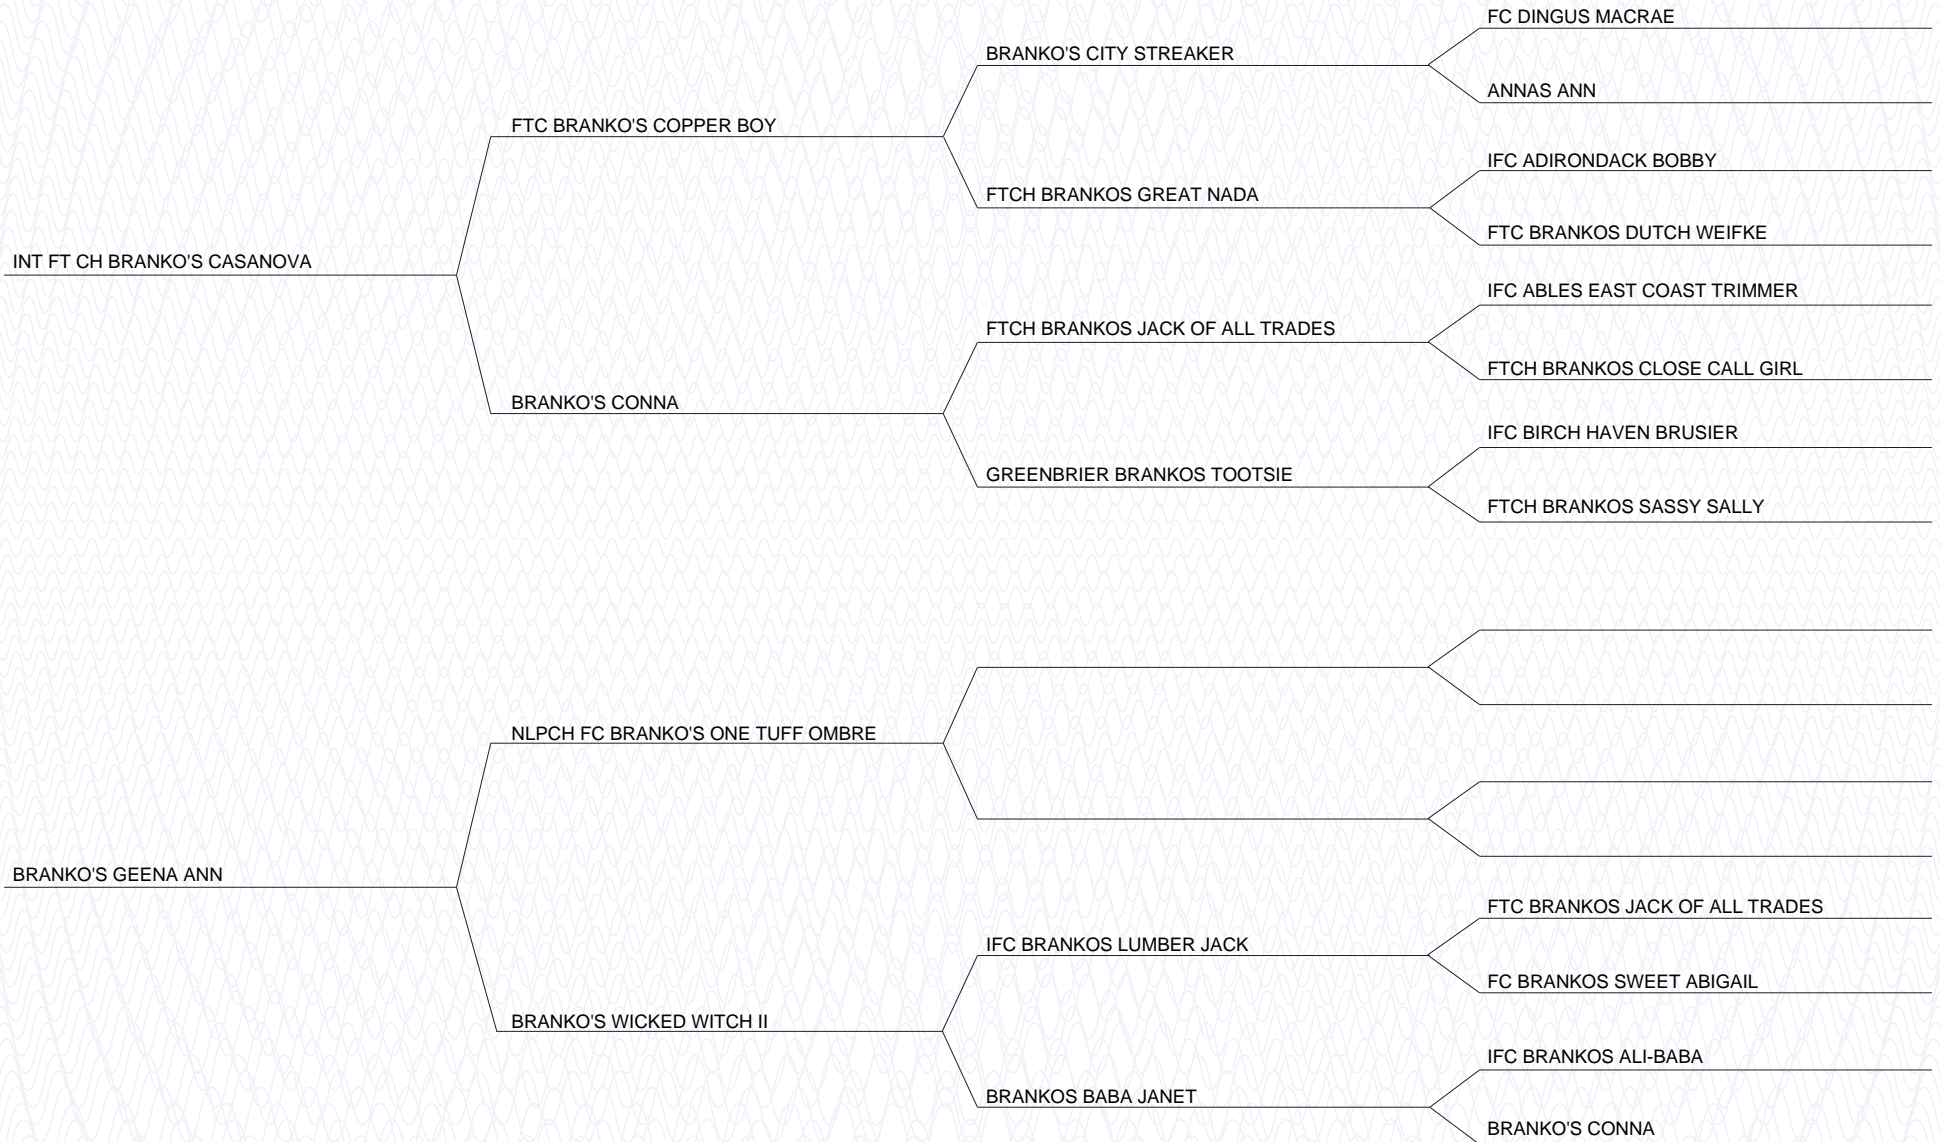 FC DINGUS MACRAE
BRANKO'S CITY STREAKER
ANNAS ANN
FTC BRANKO'S COPPER BOY
IFC ADIRONDACK BOBBY
FTCH BRANKOS GREAT NADA
FTC BRANKOS DUTCH WEIFKE
INT FT CH BRANKO'S CASANOVA
IFC ABLES EAST COAST TRIMMER
FTCH BRANKOS JACK OF ALL TRADES
FTCH BRANKOS CLOSE CALL GIRL
BRANKO'S CONNA
IFC BIRCH HAVEN BRUSIER
GREENBRIER BRANKOS TOOTSIE
FTCH BRANKOS SASSY SALLY
NLPCH FC BRANKO'S ONE TUFF OMBRE
BRANKO'S GEENA ANN
FTC BRANKOS JACK OF ALL TRADES
IFC BRANKOS LUMBER JACK
FC BRANKOS SWEET ABIGAIL
BRANKO'S WICKED WITCH II
IFC BRANKOS ALI-BABA
BRANKOS BABA JANET
BRANKO'S CONNA